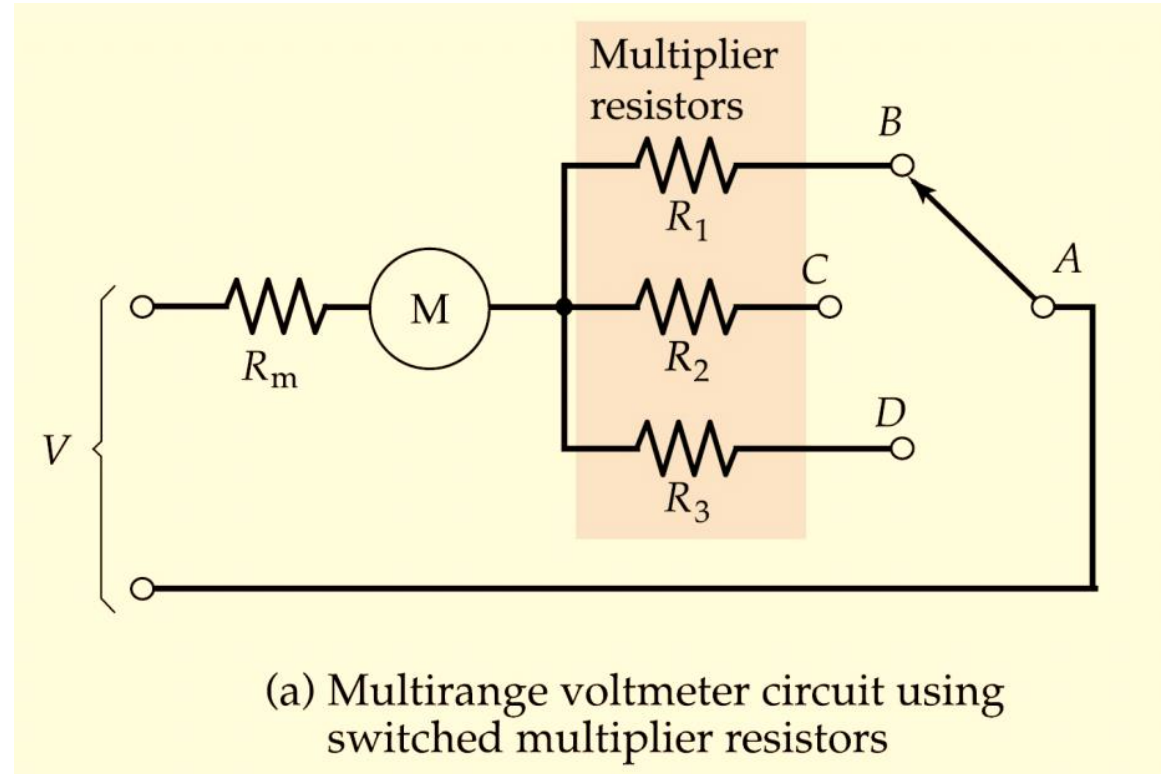 Multiplier
resistors
B
R1
A
C
M
Rm
R2
D
V
R3
(a) Multirange voltmeter circuit using
switched multiplier resistors